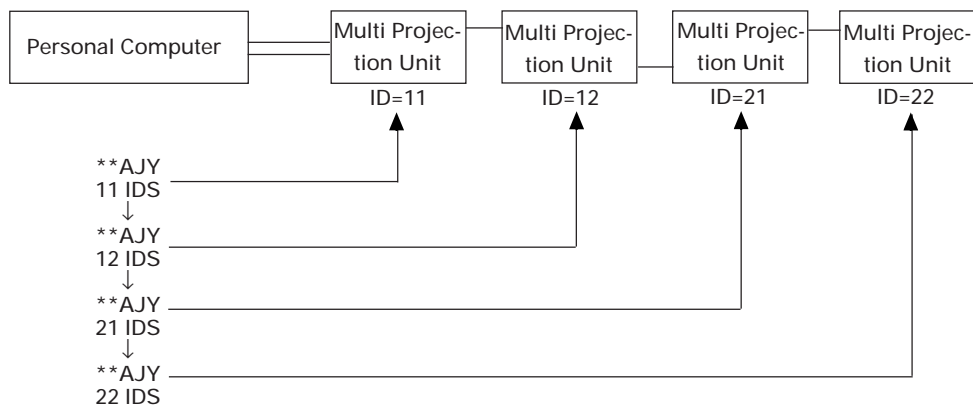 Personal Computer
Multi Projec-
tion Unit
ID=11
Multi Projec-
tion Unit
ID=12
Multi Projec-
tion Unit
ID=21
Multi Projec-
tion Unit
ID=22
**AJY
11 IDS
↓
**AJY
12 IDS
↓
**AJY
21 IDS
↓
**AJY
22 IDS